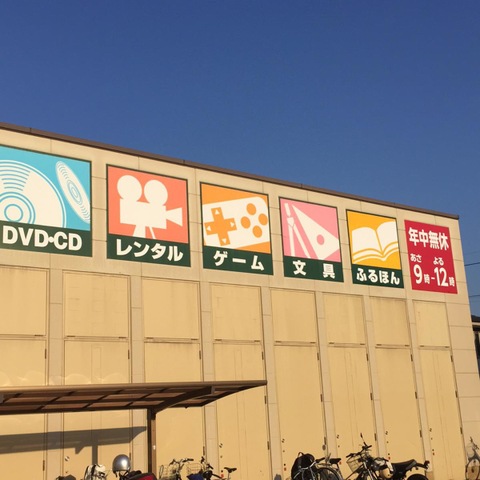 DVD・CD
レンタル
ゲーム
文具
ふるほん
年中無休
あさ よる
9時-12時